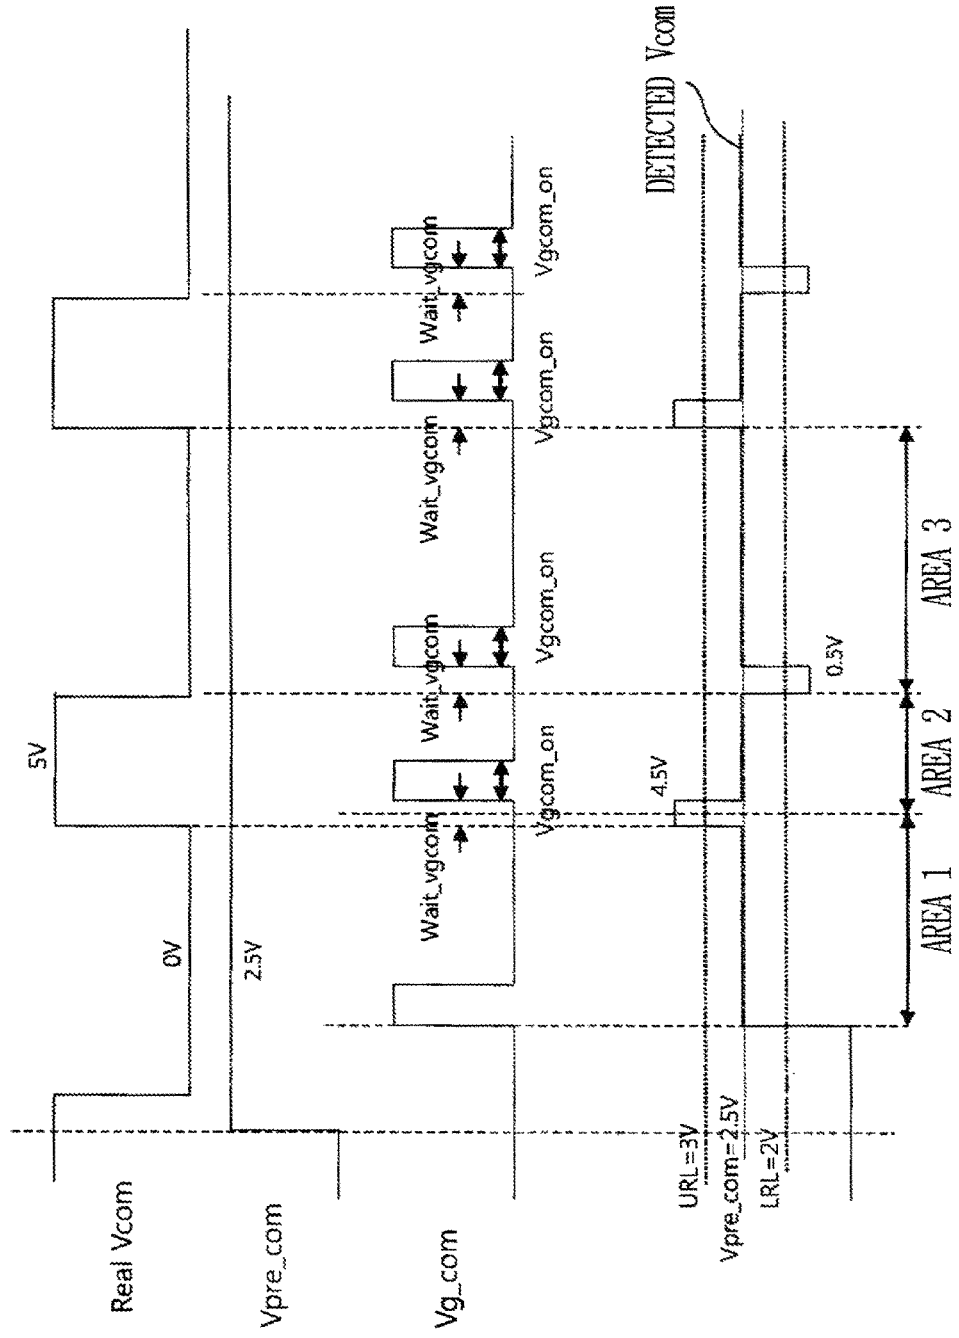 Real Vcom
5V
0V
Vpre_com
2.5V
Vg_com
Wait_vgcom
Wait_vgcom
Wait_vgcom
Wait_vgcom
Vgcom_on
Vgcom_on
Vgcom_on
Vgcom_on
DETECTED Vcom
URL=3V
4.5V
Vpre_com=2.5V
LRL=2V
0.5V
AREA 1
AREA 2
AREA 3